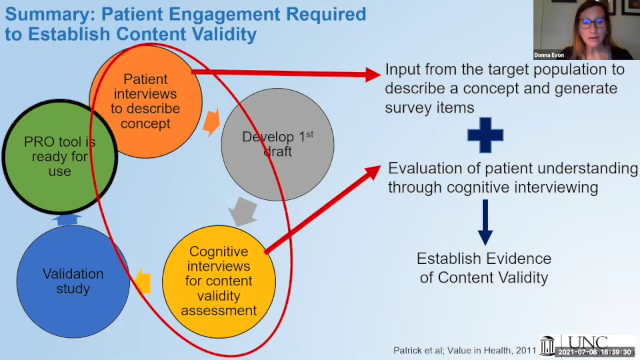 Summary: Patient Engagement Required
to Establish Content Validity
Donna Evon
Patient
interviews
to describe
concept
Develop 1st
draft
PRO tool is
ready for
use
Validation
study
Cognitive
interviews
for content
validity
assessment
Input from the target population to
describe a concept and generate
survey items
Evaluation of patient understanding
through cognitive interviewing
Establish Evidence
of Content Validity
Patrick et al; Value in Health, 2011
UNC
2021-07-08 18:39:30